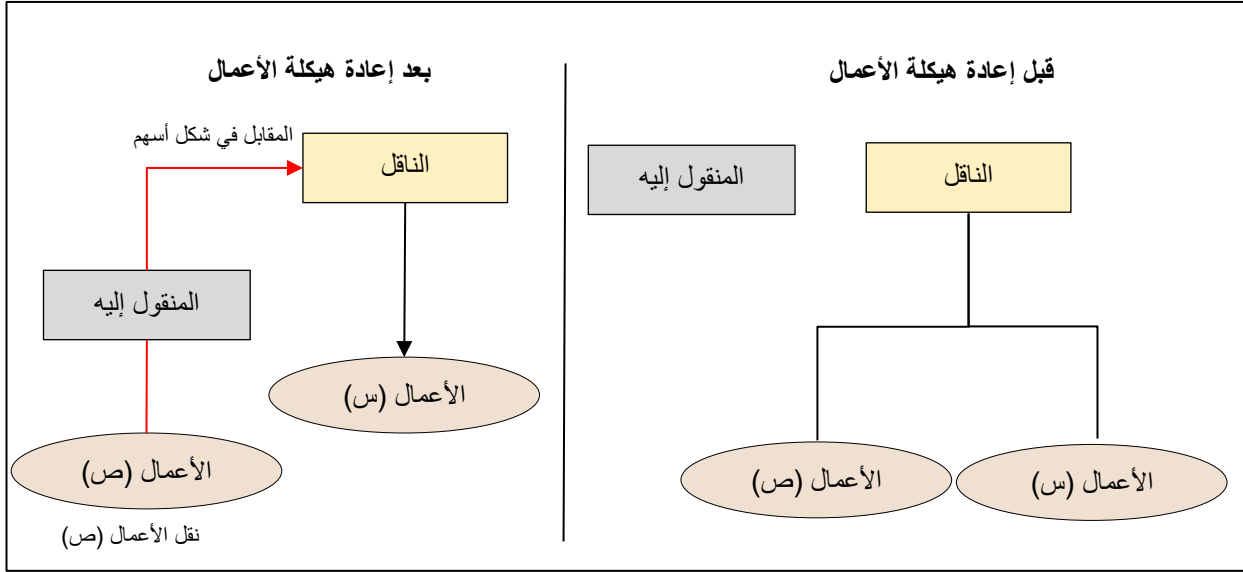 قبل إعادة هيكلة الأعمال
المنقول إليه
الناقل
الأعمال (س)
الأعمال (ص)
بعد إعادة هيكلة الأعمال
المقابل في شكل أسهم
الناقل
المنقول إليه
الأعمال (س)
الأعمال (ص)
نقل الأعمال (ص)